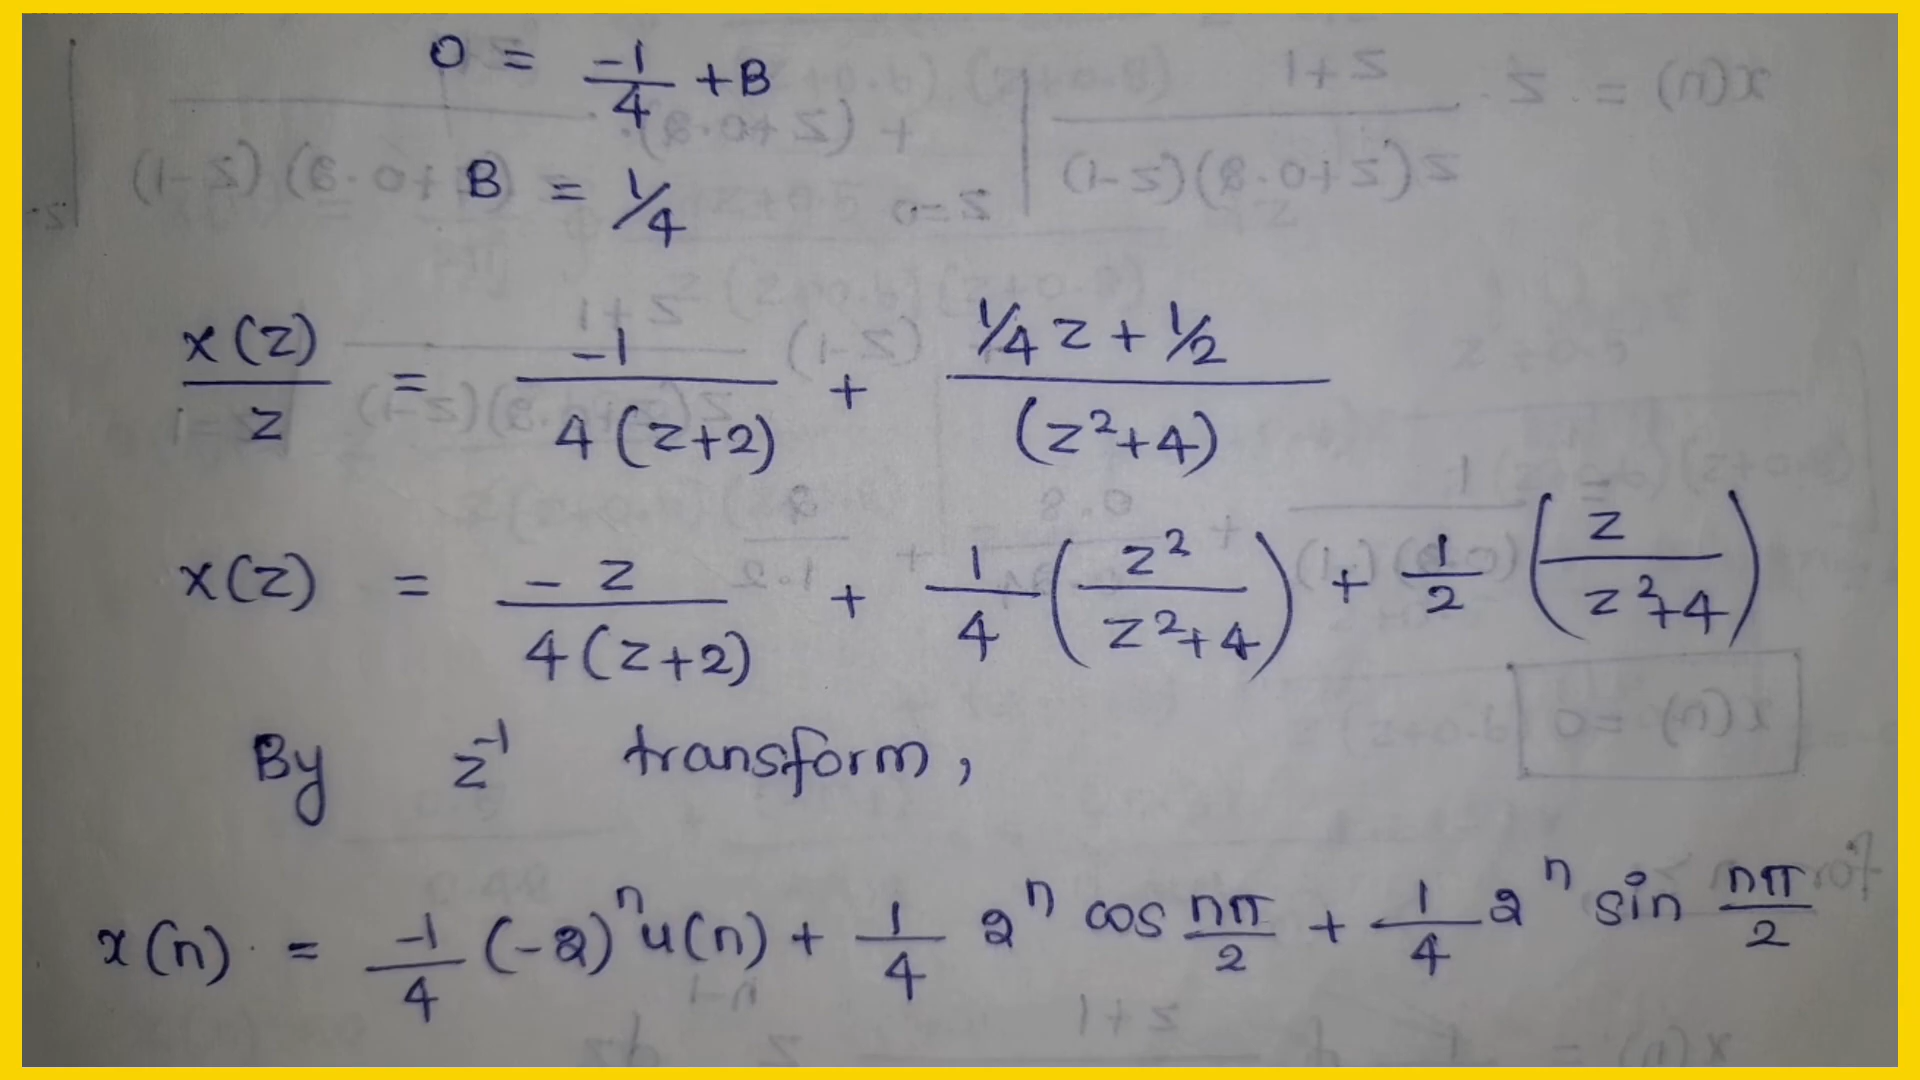 0 = -1/4 + B
B = 1/4
x(z)/z = -1/4(z+2) + (1/4 z + 1/2)/(z²+4)
x(z) = -z/4(z+2) + 1/4 (z²/z²+4) + 1/2 (z/z²+4)
By z⁻¹ transform,
x(n) = -1/4 (-2)ⁿ u(n) + 1/4 2ⁿ cos nπ/2 + 1/4 2ⁿ sin nπ/2